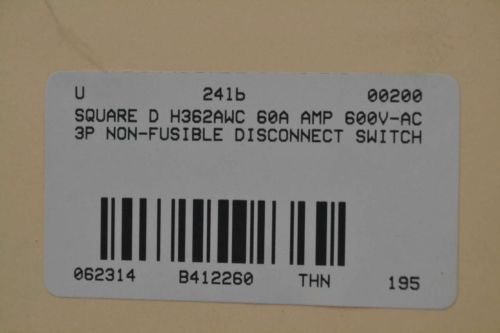 U 241b 00200
SQUARE D H362AWC 60A AMP 600V-AC
3P NON-FUSIBLE DISCONNECT SWITCH
062314 B412260 THN 195